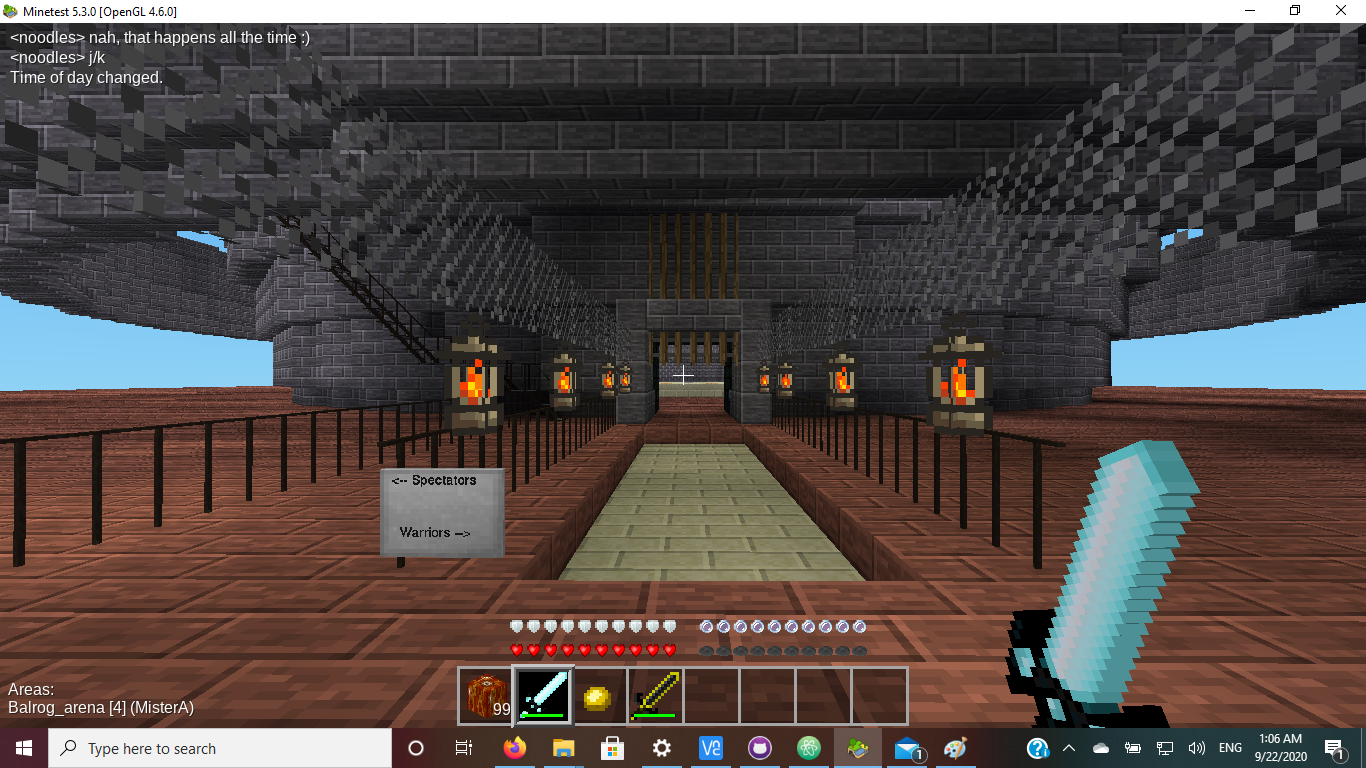 Minetest 5.3.0 [OpenGL 4.6.0]
<noodles> nah, that happens all the time :)
<noodles> j/k
Time of day changed.
<-- Spectators
Warriors -->
99
Areas:
Balrog_arena [4] (MisterA)
Type here to search
1
ENG
1:06 AM
9/22/2020
1